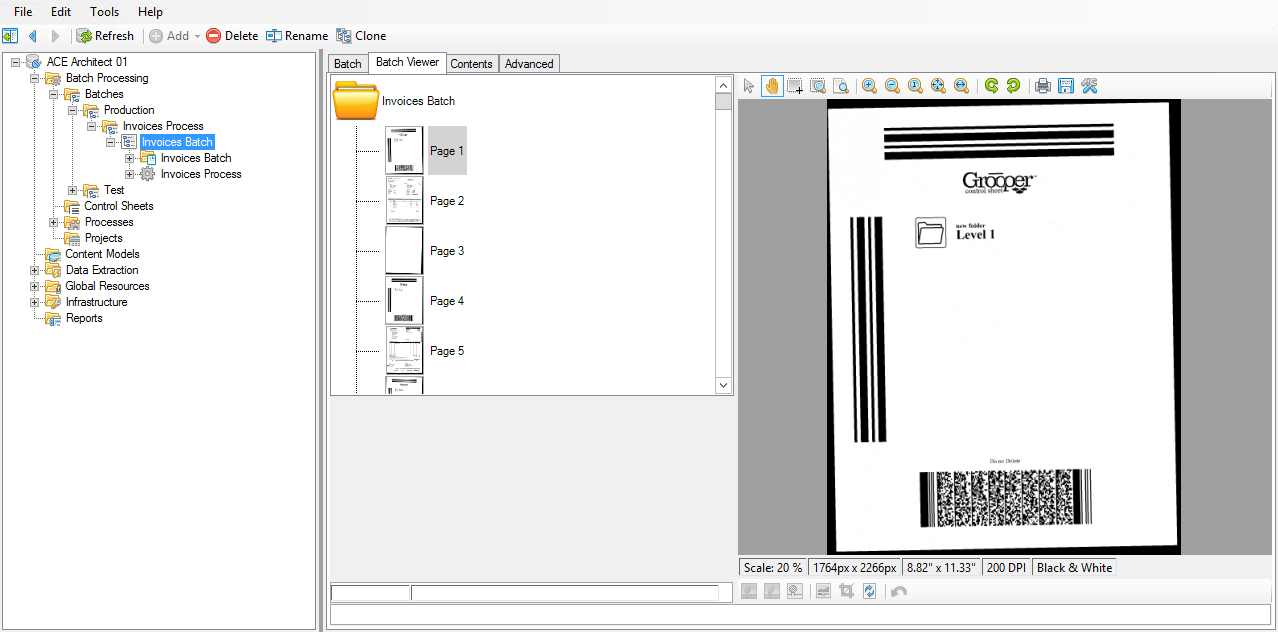 File Edit Tools Help
Refresh Add Delete Rename Clone
ACE Architect 01
Batch Processing
Batches
Production
Invoices Process
Invoices Batch
Invoices Batch
Invoices Process
Test
Control Sheets
Processes
Projects
Content Models
Data Extraction
Global Resources
Infrastructure
Reports
Batch Batch Viewer Contents Advanced
Invoices Batch
Page 1
Page 2
Page 3
Page 4
Page 5
Grooper
control sheet
new folder
Level 1
Scale: 20 % 1764px x 2266px 8.82" x 11.33" 200 DPI Black & White